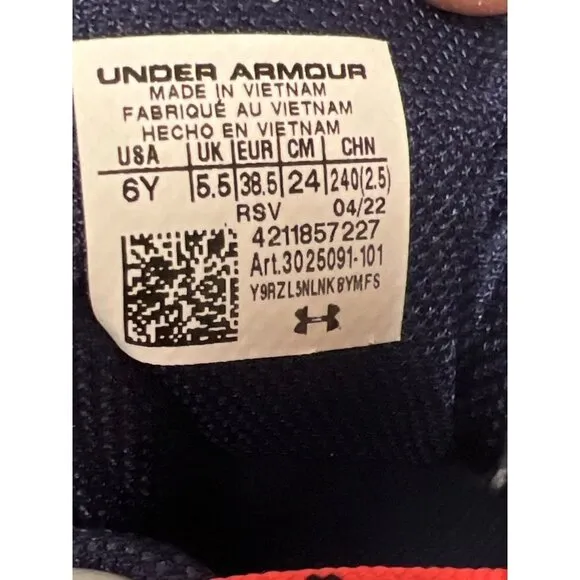 UNDER ARMOUR
MADE IN VIETNAM
FABRIQUÉ AU VIETNAM
HECHO EN VIETNAM
USA UK EUR CM CHN
6Y 5.5 38.5 24 240(2.5)
RSV 04/22
4211857227
Art.3025091-101
Y9RZL5NLNK8YMFS